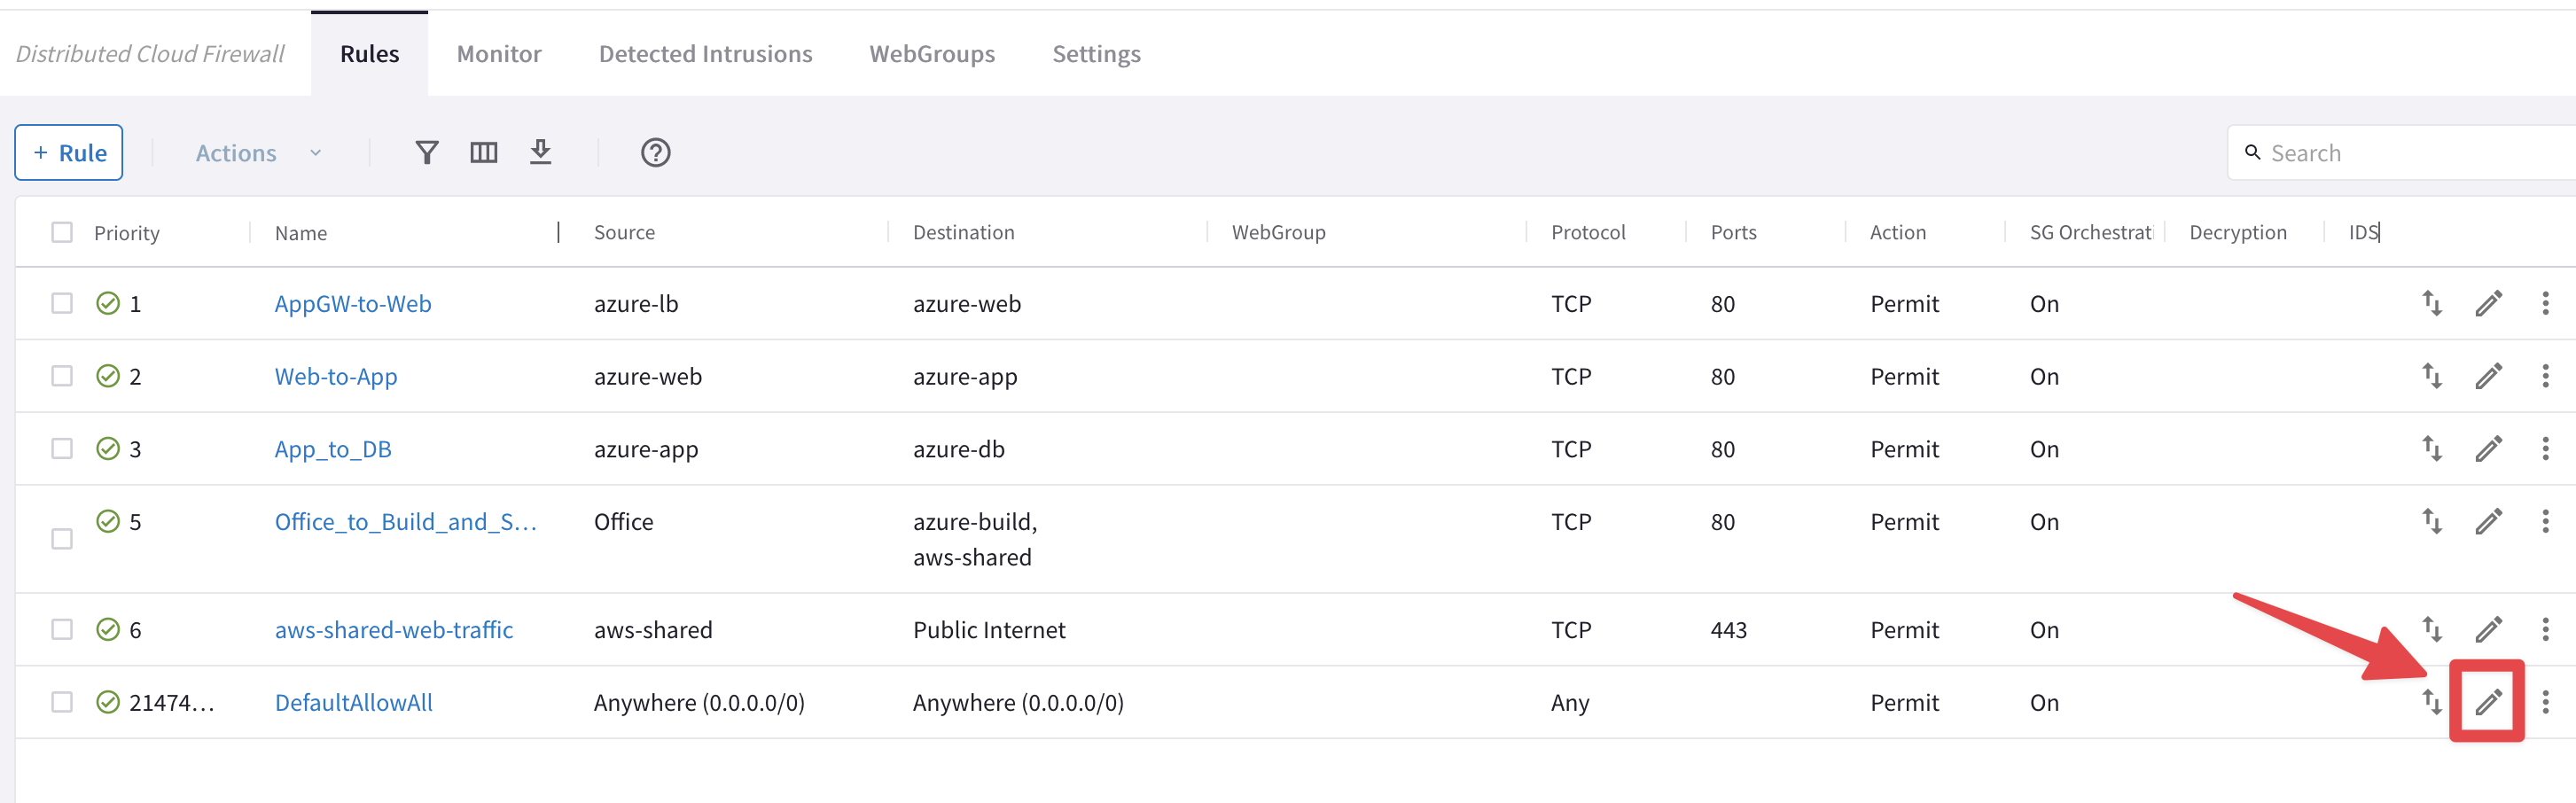 Distributed Cloud Firewall Rules Monitor Detected Intrusions WebGroups Settings
+ Rule Actions Search
Priority Name Source Destination WebGroup Protocol Ports Action SG Orchestrati Decryption IDS
1 AppGW-to-Web azure-lb azure-web TCP 80 Permit On
2 Web-to-App azure-web azure-app TCP 80 Permit On
3 App_to_DB azure-app azure-db TCP 80 Permit On
5 Office_to_Build_and_S... Office azure-build, TCP 80 Permit On
aws-shared
6 aws-shared-web-traffic aws-shared Public Internet TCP 443 Permit On
21474... DefaultAllowAll Anywhere (0.0.0.0/0) Anywhere (0.0.0.0/0) Any Permit On